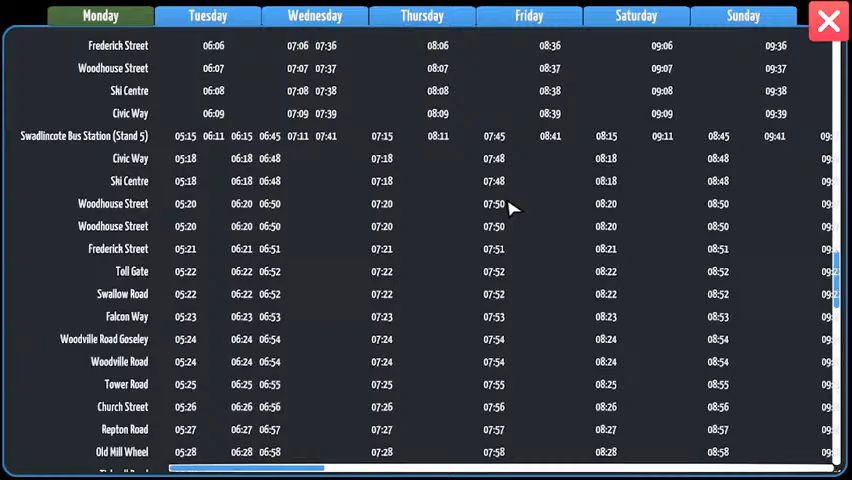 Monday Tuesday Wednesday Thursday Friday Saturday Sunday
Frederick Street 06:06 07:06 07:36 08:06 08:36 09:06 09:36
Woodhouse Street 06:07 07:07 07:37 08:07 08:37 09:07 09:37
Ski Centre 06:08 07:08 07:38 08:08 08:38 09:08 09:38
Civic Way 06:09 07:09 07:39 08:09 08:39 09:09 09:39
Swadlincote Bus Station (Stand 5) 05:15 06:11 06:15 06:45 07:11 07:41 07:15 08:11 07:45 08:41 08:15 09:11 08:45 09:41 09:
Civic Way 05:18 06:18 06:48 07:18 07:48 08:18 08:48 09:
Ski Centre 05:18 06:18 06:48 07:18 07:48 08:18 08:48 09:
Woodhouse Street 05:20 06:20 06:50 07:20 07:50 08:20 08:50 09:
Woodhouse Street 05:20 06:20 06:50 07:20 07:50 08:20 08:50 09:
Frederick Street 05:21 06:21 06:51 07:21 07:51 08:21 08:51 09:
Toll Gate 05:22 06:22 06:52 07:22 07:52 08:22 08:52 09:
Swallow Road 05:22 06:22 06:52 07:22 07:52 08:22 08:52 09:
Falcon Way 05:23 06:23 06:53 07:23 07:53 08:23 08:53 09:
Woodville Road Goseley 05:24 06:24 06:54 07:24 07:54 08:24 08:54 09:
Woodville Road 05:24 06:24 06:54 07:24 07:54 08:24 08:54 09:
Tower Road 05:25 06:25 06:55 07:25 07:55 08:25 08:55 09:
Church Street 05:26 06:26 06:56 07:26 07:56 08:26 08:56 09:
Repton Road 05:27 06:27 06:57 07:27 07:57 08:27 08:57 09:
Old Mill Wheel 05:28 06:28 06:58 07:28 07:58 08:28 08:58 09: